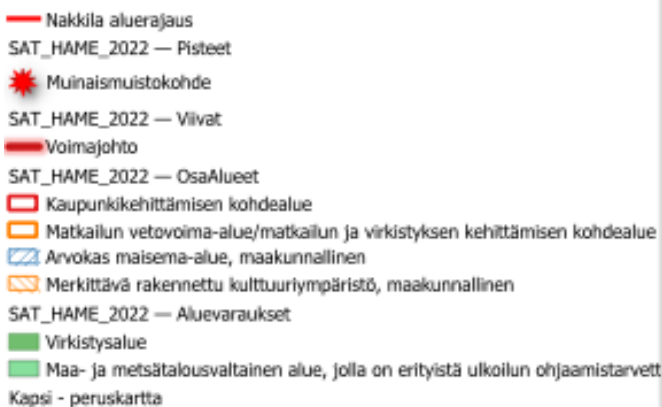 Nakkila aluerajaus
SAT_HAME_2022 — Pisteet
Muinaismuistokohde
SAT_HAME_2022 — Viivat
Voimajohto
SAT_HAME_2022 — OsaAlueet
Kaupunkikehittämisen kohdealue
Matkailun vetovoima-alue/matkailun ja virkistyksen kehittämisen kohdealue
Arvokas maisema-alue, maakunnallinen
Merkittävä rakennettu kulttuuriympäristö, maakunnallinen
SAT_HAME_2022 — Aluevaraukset
Virkistysalue
Maa- ja metsätalousvaltainen alue, jolla on erityistä ulkoilun ohjaamistarvett
Kapsi - peruskartta